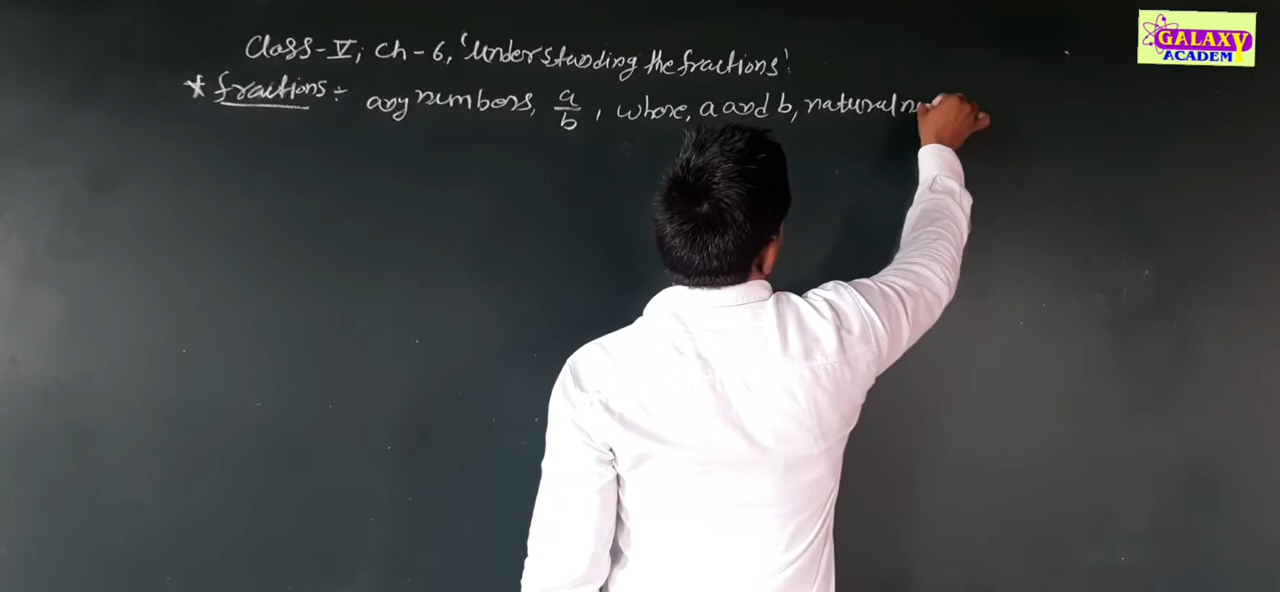 Class-V, Ch-6, 'Understanding the fractions'.
* fractions :- any numbers, a/b, where, a and b, natural n
GALAXY
ACADEM